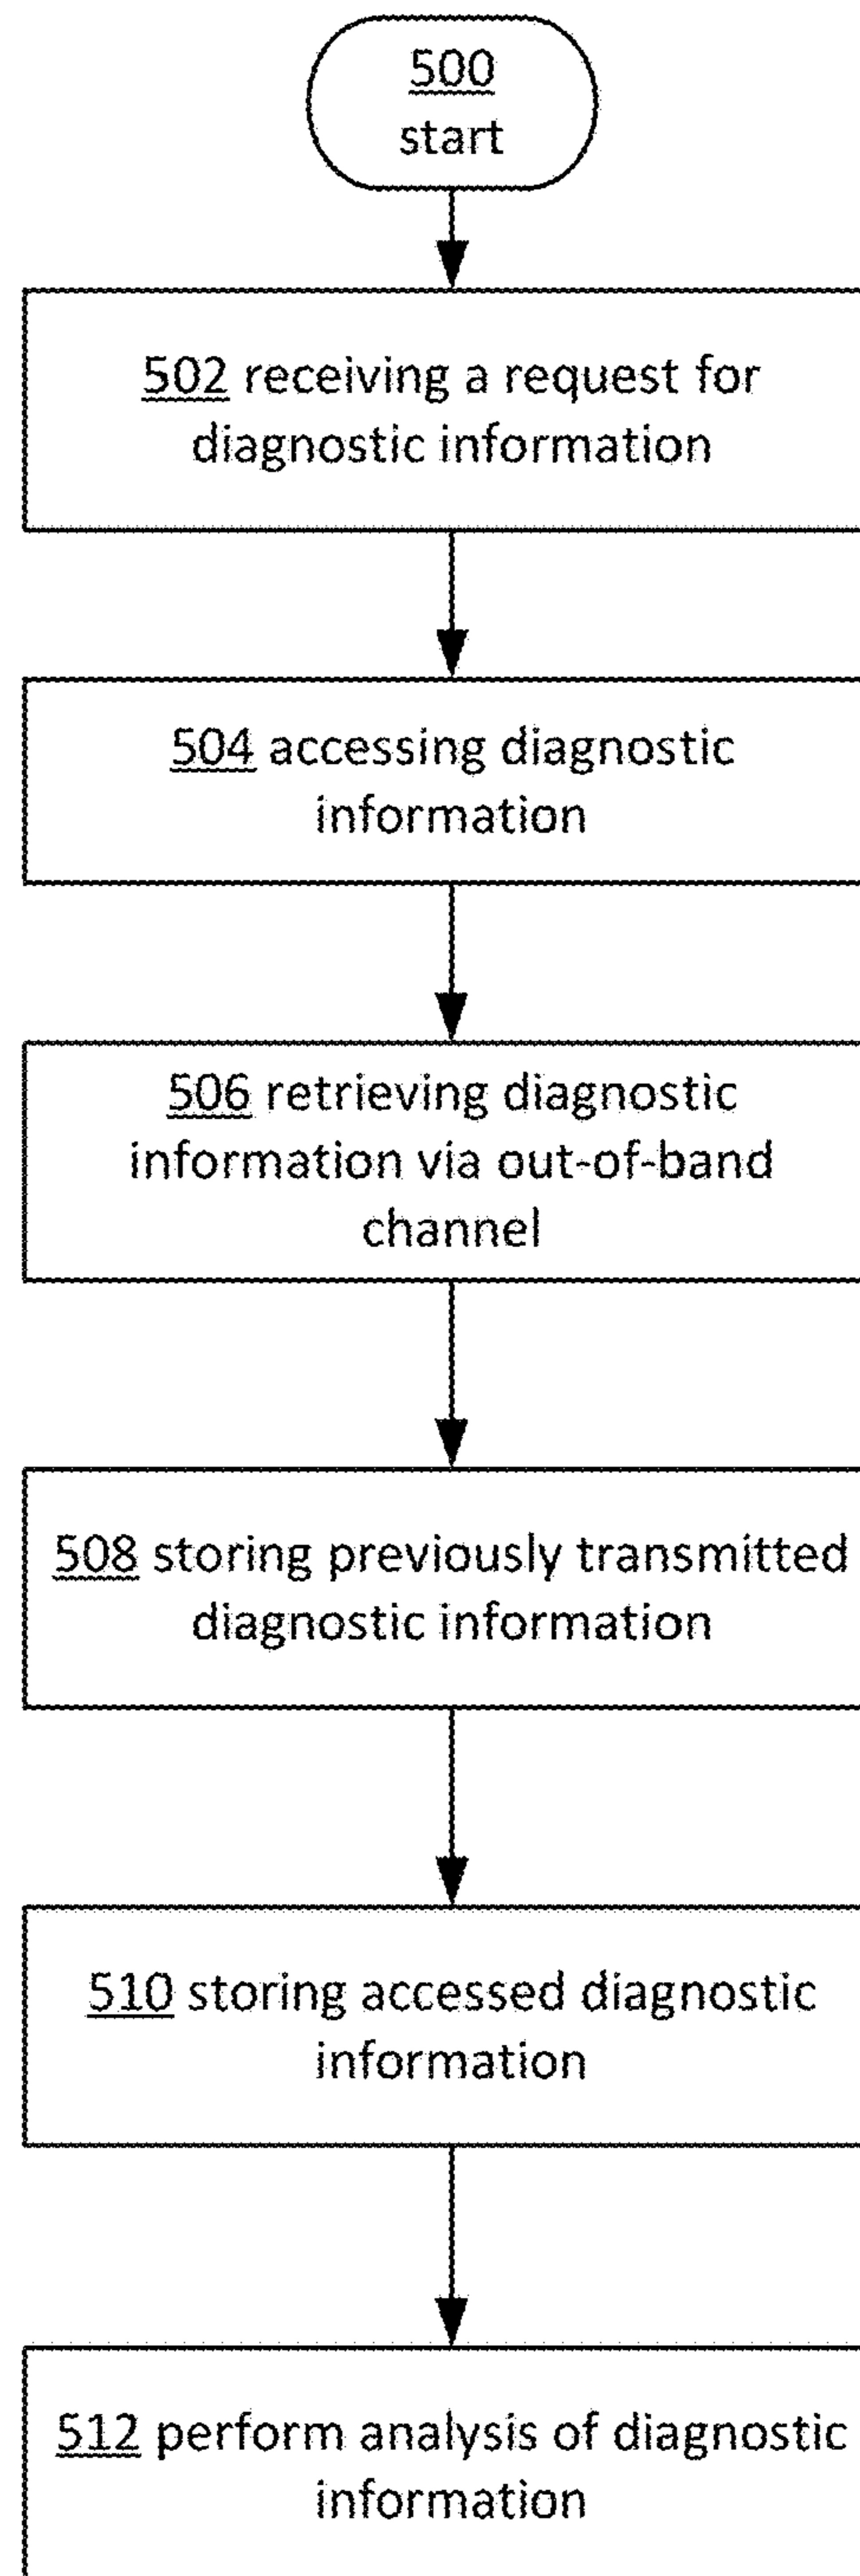 500
start
502 receiving a request for
diagnostic information
504 accessing diagnostic
information
506 retrieving diagnostic
information via out-of-band
channel
508 storing previously transmitted
diagnostic information
510 storing accessed diagnostic
information
512 perform analysis of diagnostic
information